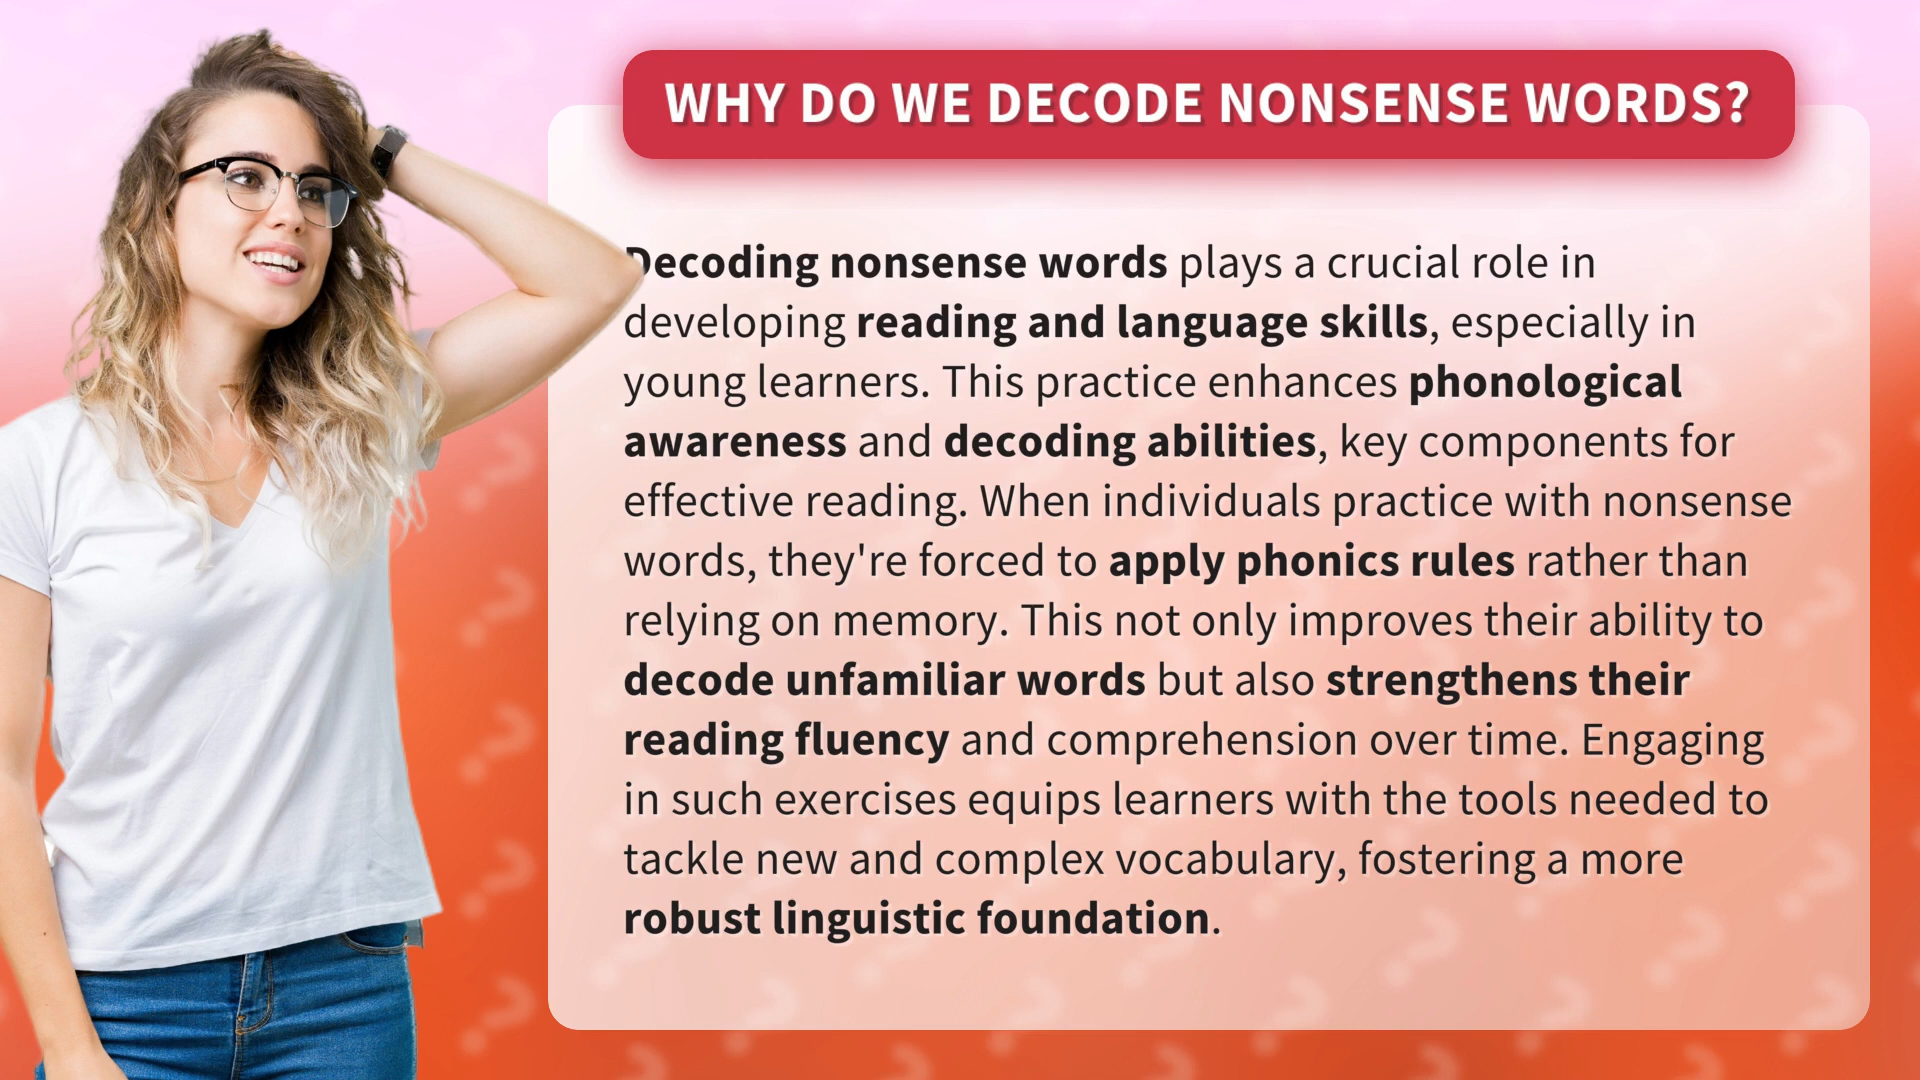 WHY DO WE DECODE NONSENSE WORDS?
Decoding nonsense words plays a crucial role in
developing reading and language skills, especially in
young learners. This practice enhances phonological
awareness and decoding abilities, key components for
effective reading. When individuals practice with nonsense
words, they're forced to apply phonics rules rather than
relying on memory. This not only improves their ability to
decode unfamiliar words but also strengthens their
reading fluency and comprehension over time. Engaging
in such exercises equips learners with the tools needed to
tackle new and complex vocabulary, fostering a more
robust linguistic foundation.